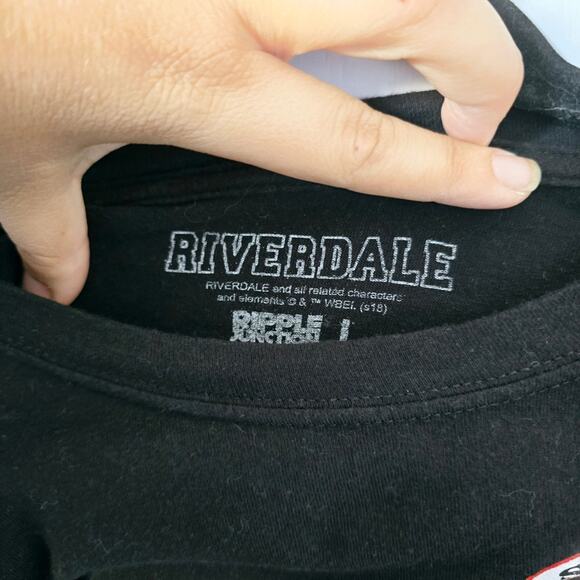 RIVERDALE
RIVERDALE and all related characters
and elements © & ™ WBEI. (s18)
RIPPLE
JUNCTION